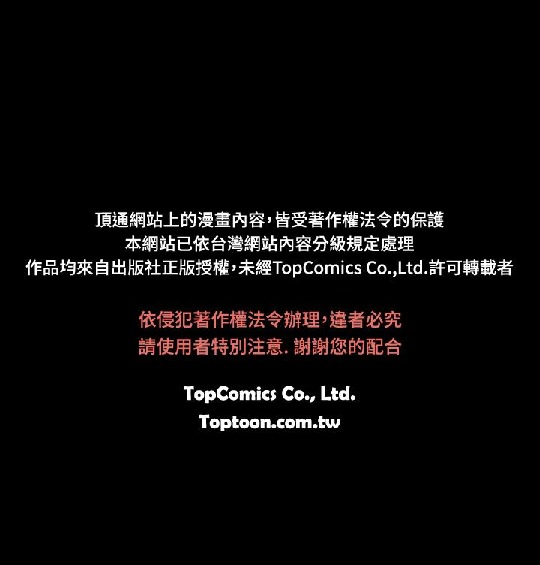 頂通網站上的漫畫內容,皆受著作權法令的保護
本網站已依台灣網站內容分級規定處理
作品均來自出版社正版授權,未經TopComics Co.,Ltd.許可轉載者
依侵犯著作權法令辦理,違者必究
請使用者特別注意. 謝謝您的配合
TopComics Co., Ltd.
Toptoon.com.tw